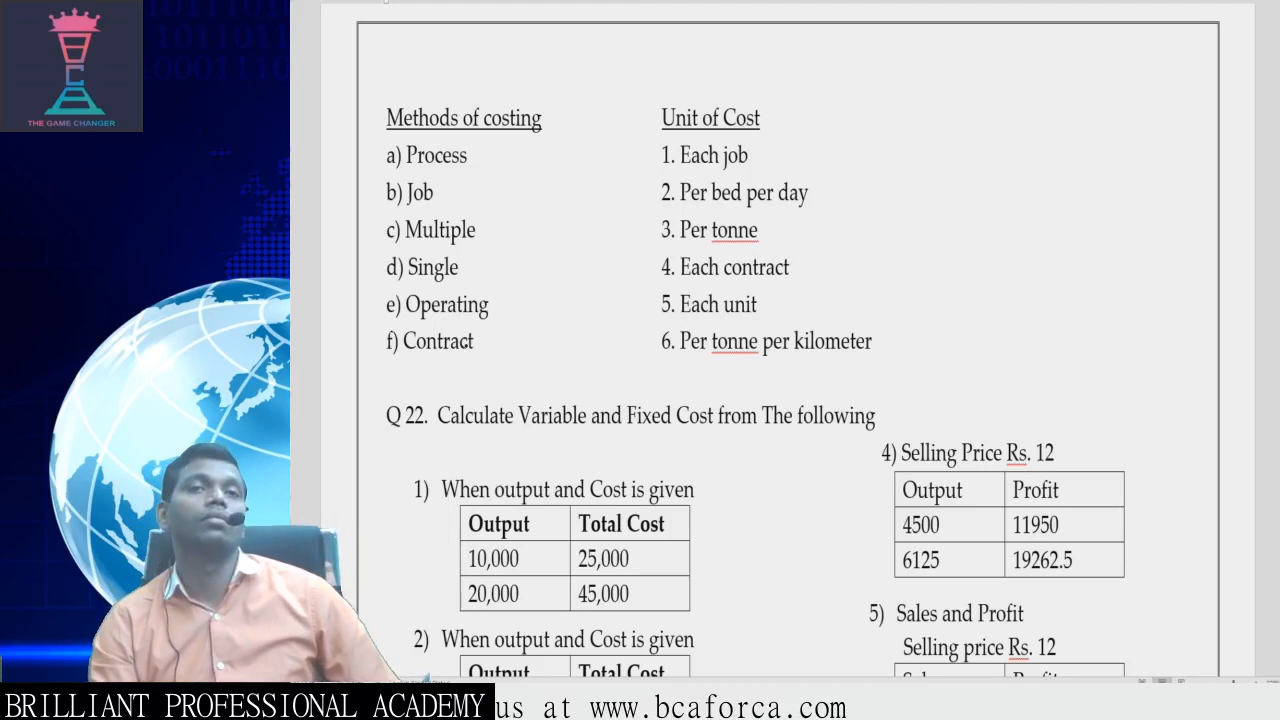 THE GAME CHANGER
Methods of costing Unit of Cost
a) Process 1. Each job
b) Job 2. Per bed per day
c) Multiple 3. Per tonne
d) Single 4. Each contract
e) Operating 5. Each unit
f) Contract 6. Per tonne per kilometer
Q 22. Calculate Variable and Fixed Cost from The following
1) When output and Cost is given
Output Total Cost
10,000 25,000
20,000 45,000
2) When output and Cost is given
Output Total Cost
4) Selling Price Rs. 12
Output Profit
4500 11950
6125 19262.5
5) Sales and Profit
Selling price Rs. 12
BRILLIANT PROFESSIONAL ACADEMY us at www.bcaforca.com